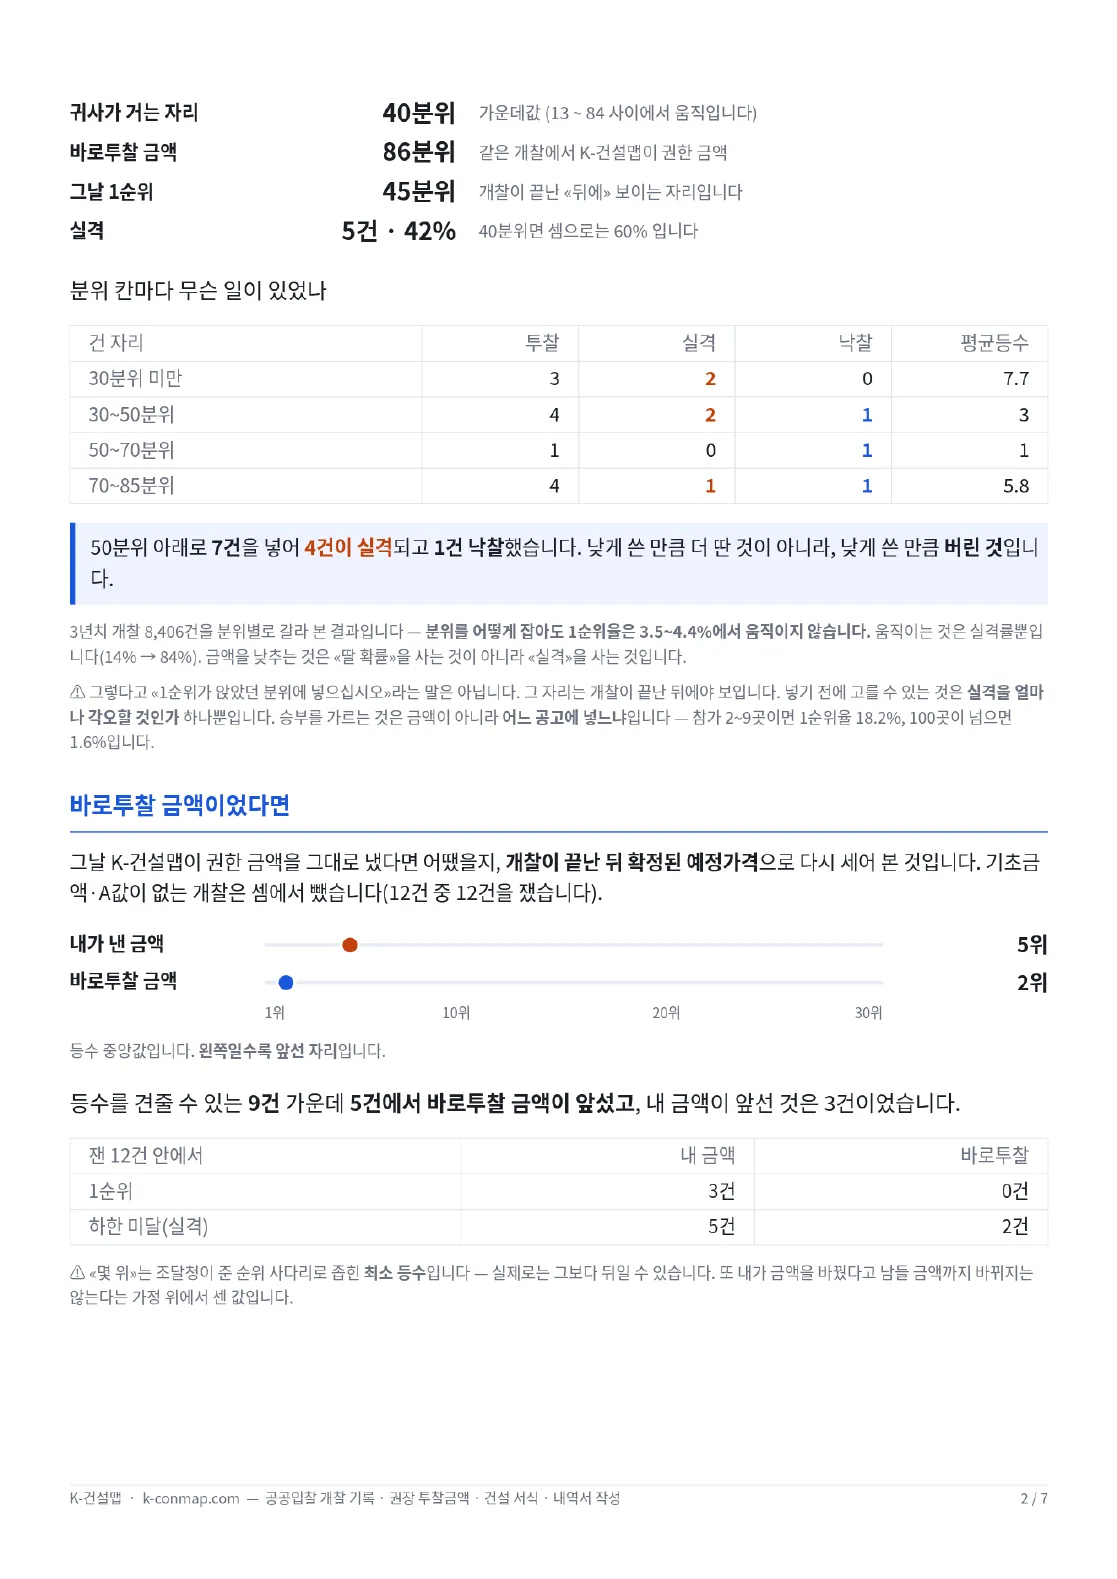 귀사가 거는 자리 40분위 가운데값 (13 ~ 84 사이에서 움직입니다)
바로투찰 금액 86분위 같은 개찰에서 K-건설맵이 권한 금액
그날 1순위 45분위 개찰이 끝난 «뒤에» 보이는 자리입니다
실격 5건 · 42% 40분위면 셈으로는 60% 입니다
분위 칸마다 무슨 일이 있었나
건 자리 투찰 실격 낙찰 평균등수
30분위 미만 3 2 0 7.7
30~50분위 4 2 1 3
50~70분위 1 0 1 1
70~85분위 4 1 1 5.8
50분위 아래로 7건을 넣어 4건이 실격되고 1건 낙찰했습니다. 낮게 쓴 만큼 더 딴 것이 아니라, 낮게 쓴 만큼 버린 것입니
다.
3년치 개찰 8,406건을 분위별로 갈라 본 결과입니다 — 분위를 어떻게 잡아도 1순위율은 3.5~4.4%에서 움직이지 않습니다. 움직이는 것은 실격률뿐입
니다(14% → 84%). 금액을 낮추는 것은 «딸 확률»을 사는 것이 아니라 «실격»을 사는 것입니다.
⚠ 그렇다고 «1순위가 앉았던 분위에 넣으십시오»라는 말은 아닙니다. 그 자리는 개찰이 끝난 뒤에야 보입니다. 넣기 전에 고를 수 있는 것은 실격을 얼마
나 각오할 것인가 하나뿐입니다. 승부를 가르는 것은 금액이 아니라 어느 공고에 넣느냐입니다 — 참가 2~9곳이면 1순위율 18.2%, 100곳이 넘으면
1.6%입니다.
바로투찰 금액이었다면
그날 K-건설맵이 권한 금액을 그대로 냈다면 어땠을지, 개찰이 끝난 뒤 확정된 예정가격으로 다시 세어 본 것입니다. 기초금
액·A값이 없는 개찰은 셈에서 뺐습니다(12건 중 12건을 쟀습니다).
내가 낸 금액 5위
바로투찰 금액 2위
1위 10위 20위 30위
등수 중앙값입니다. 왼쪽일수록 앞선 자리입니다.
등수를 견줄 수 있는 9건 가운데 5건에서 바로투찰 금액이 앞섰고, 내 금액이 앞선 것은 3건이었습니다.
잰 12건 안에서 내 금액 바로투찰
1순위 3건 0건
하한 미달(실격) 5건 2건
⚠ «몇 위»는 조달청이 준 순위 사다리로 좁힌 최소 등수입니다 — 실제로는 그보다 뒤일 수 있습니다. 또 내가 금액을 바꿨다고 남들 금액까지 바뀌지는
않는다는 가정 위에서 센 값입니다.
K-건설맵 · k-conmap.com — 공공입찰 개찰 기록 · 권장 투찰금액 · 건설 서식 · 내역서 작성 2 / 7